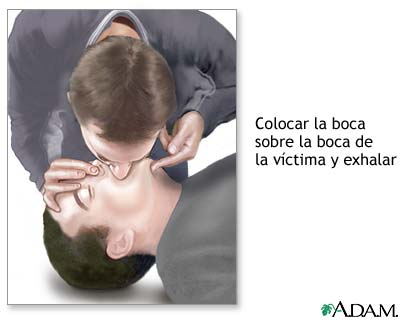 Colocar la boca
sobre la boca de
la víctima y exhalar
A.D.A.M.